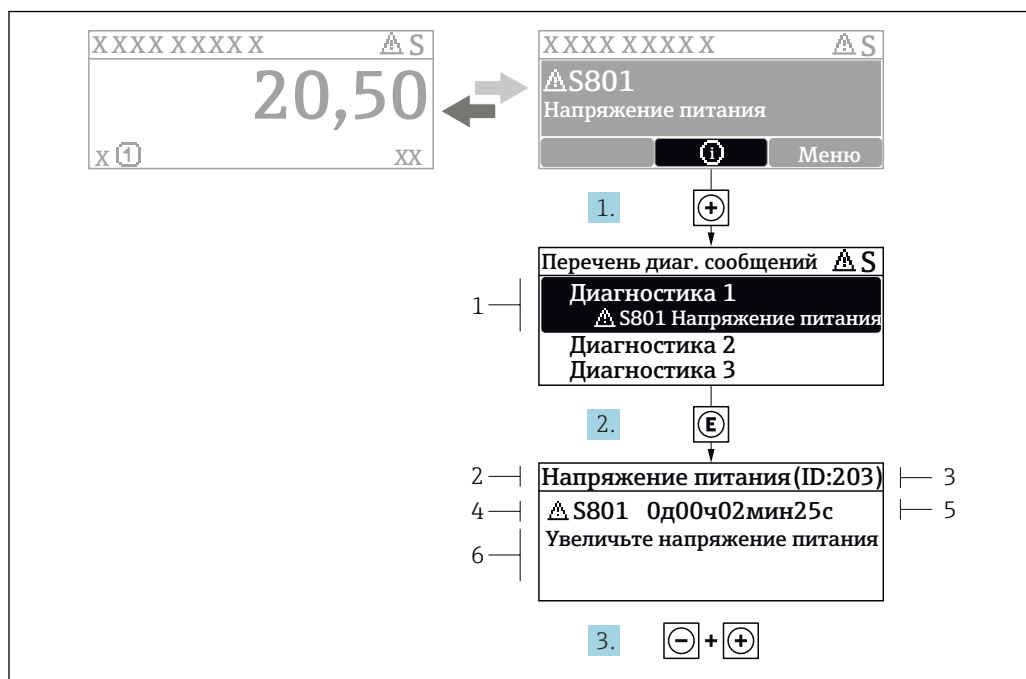 XXXX XXXXX ⚠ S
20,50
x 1 XX
XXXX XXXXX ⚠ S
⚠S801
Напряжение питания
i Меню
1. +
Перечень диаг. сообщений ⚠ S
1
Диагностика 1
⚠ S801 Напряжение питания
Диагностика 2
Диагностика 3
2. E
2 Напряжение питания (ID:203) 3
4 ⚠ S801 0д00ч02мин25с 5
6 Увеличьте напряжение питания
3. - + +